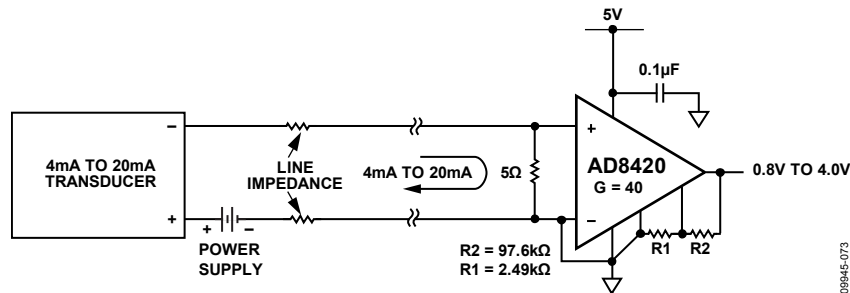 5V
0.1µF
–
+
4mA TO 20mA
TRANSDUCER
LINE
IMPEDANCE
4mA TO 20mA
5Ω
+
–
AD8420
G = 40
0.8V TO 4.0V
+ –
POWER
SUPPLY
R2 = 97.6kΩ
R1 = 2.49kΩ
R1 R2
09945-073